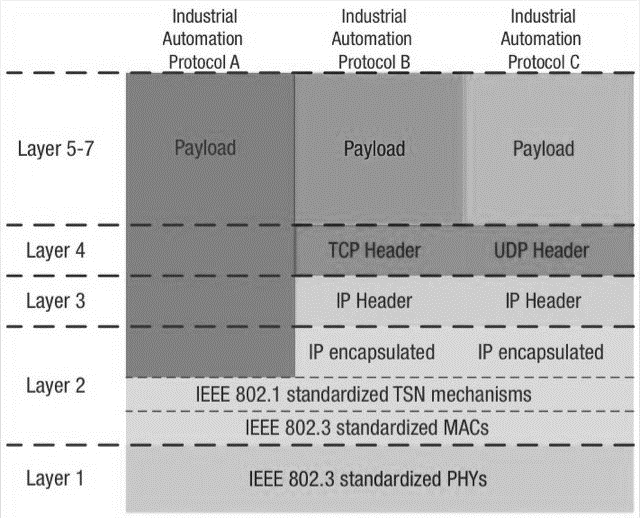 Industrial Automation Protocol A
Industrial Automation Protocol B
Industrial Automation Protocol C
Layer 5-7
Payload
Payload
Payload
Layer 4
TCP Header
UDP Header
Layer 3
IP Header
IP Header
IP encapsulated
IP encapsulated
Layer 2
IEEE 802.1 standardized TSN mechanisms
IEEE 802.3 standardized MACs
Layer 1
IEEE 802.3 standardized PHYs